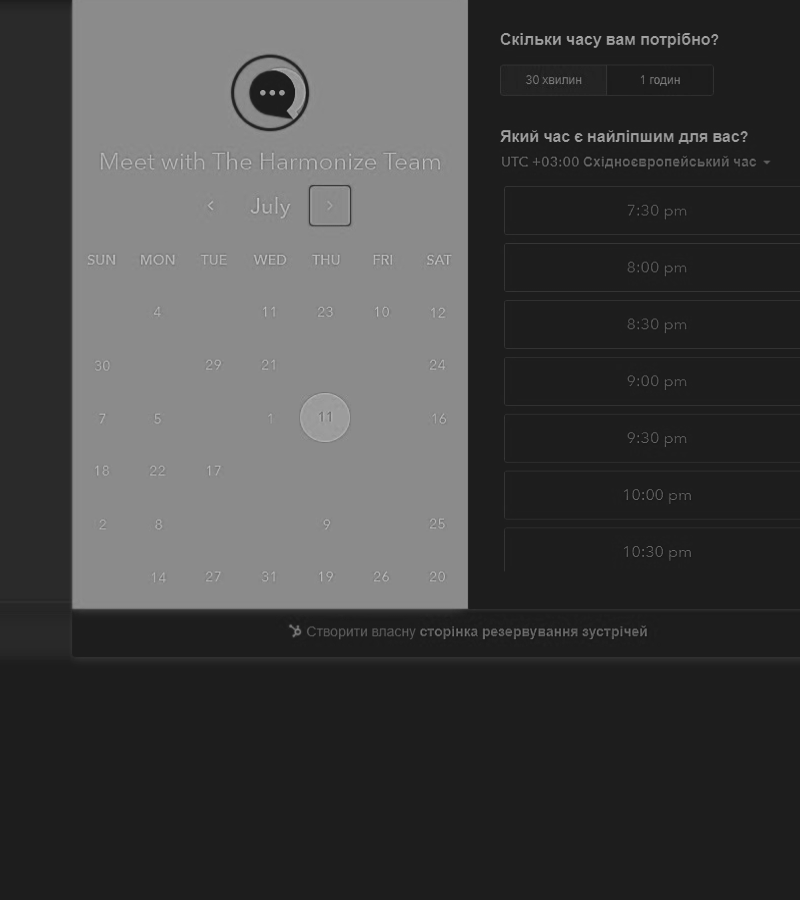 Meet with The Harmonize Team
July
SUN MON TUE WED THU FRI SAT
4 11 23 10 12
30 29 21 24
7 5 1 11 16
18 22 17
2 8 9 25
14 27 31 19 26 20
Скільки часу вам потрібно?
30 хвилин 1 годин
Який час є найліпшим для вас?
UTC +03:00 Східноєвропейський час
7:30 pm
8:00 pm
8:30 pm
9:00 pm
9:30 pm
10:00 pm
10:30 pm
Створити власну сторінка резервування зустрічей